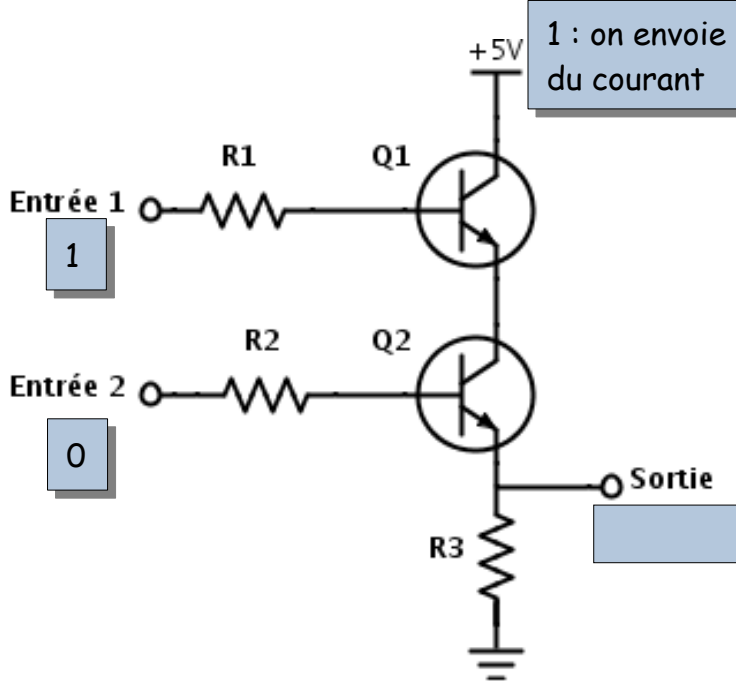 1 : on envoie
du courant
+5V
R1
Q1
Entrée 1
1
R2
Q2
Entrée 2
0
Sortie
R3